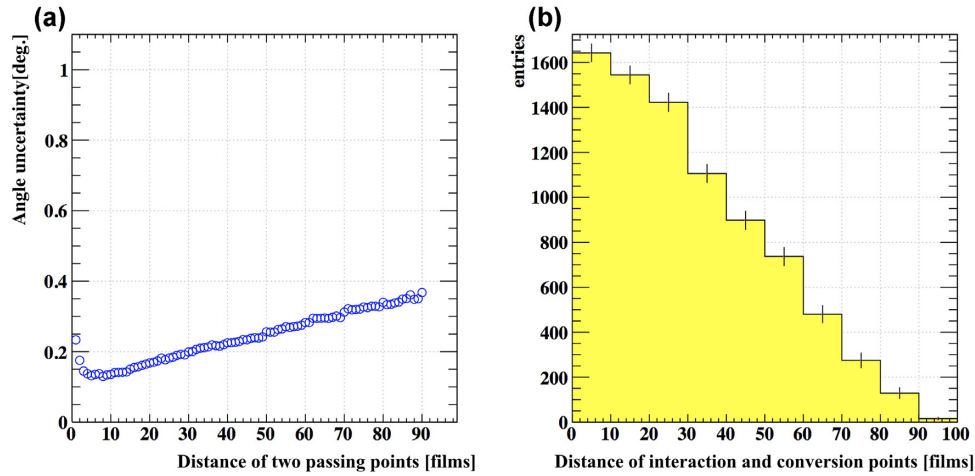 (a)
(b)
Angle uncertainty[deg.]
1
0.8
0.6
0.4
0.2
0
0 10 20 30 40 50 60 70 80 90
Distance of two passing points [films]
entries
1600
1400
1200
1000
800
600
400
200
0
0 10 20 30 40 50 60 70 80 90 100
Distance of interaction and conversion points [films]